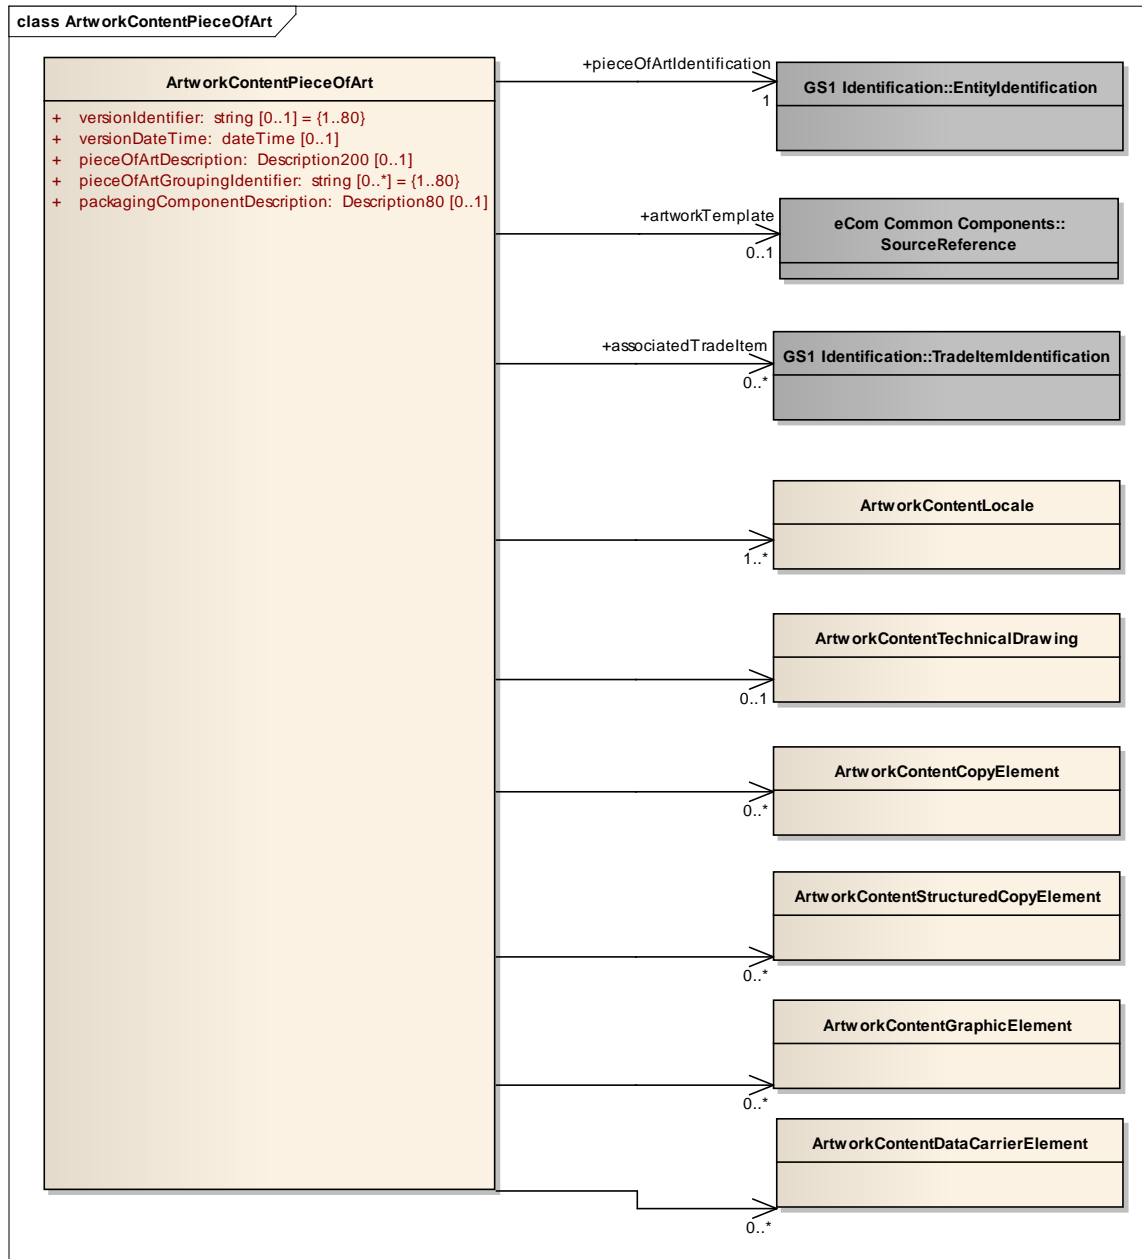 class ArtworkContentPieceOfArt
ArtworkContentPieceOfArt
+ versionIdentifier: string [0..1] = {1..80}
+ versionDateTime: dateTime [0..1]
+ pieceOfArtDescription: Description200 [0..1]
+ pieceOfArtGroupingIdentifier: string [0..*] = {1..80}
+ packagingComponentDescription: Description80 [0..1]
+pieceOfArtIdentification
1
GS1 Identification::EntityIdentification
+artworkTemplate
0..1
eCom Common Components::
SourceReference
+associatedTradeItem
0..*
GS1 Identification::TradeItemIdentification
ArtworkContentLocale
1..*
ArtworkContentTechnicalDrawing
0..1
ArtworkContentCopyElement
0..*
ArtworkContentStructuredCopyElement
0..*
ArtworkContentGraphicElement
0..*
ArtworkContentDataCarrierElement
0..*